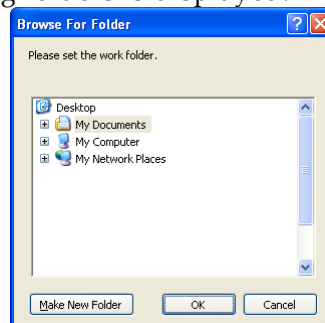 Browse For Folder
Please set the work folder.
Desktop
My Documents
My Computer
My Network Places
Make New Folder
OK
Cancel